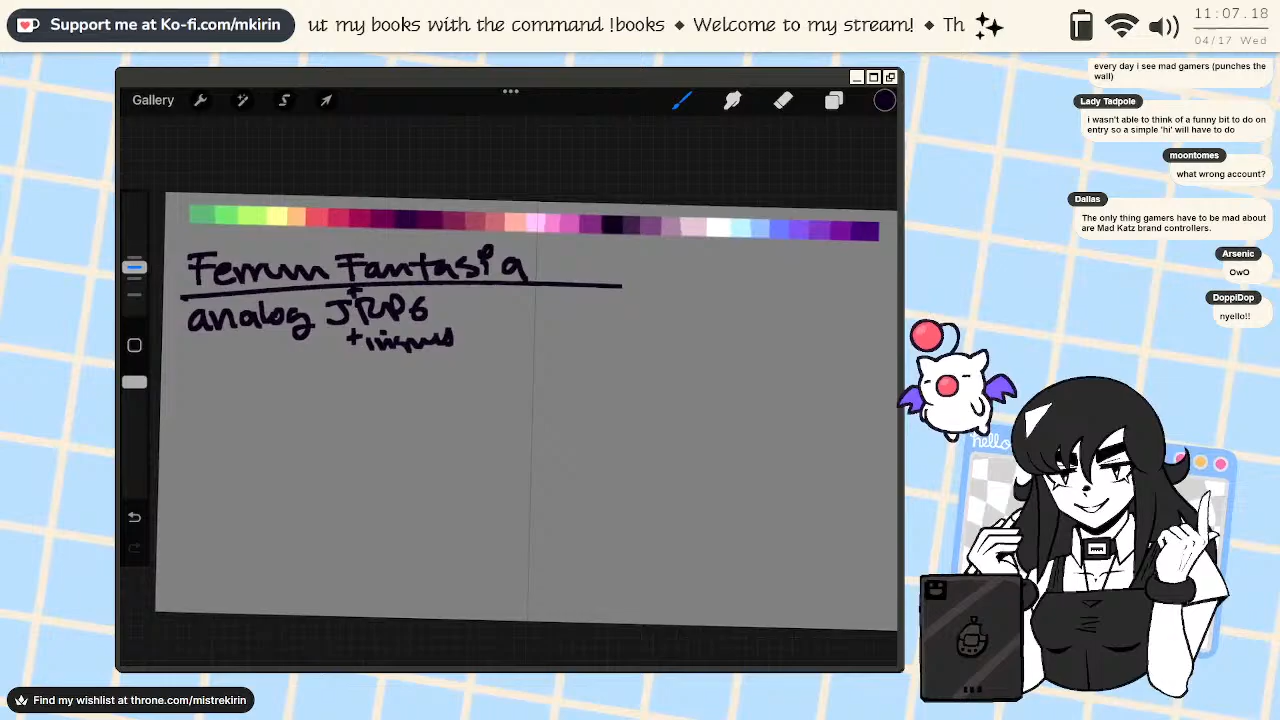 Support me at Ko-fi.com/mkirin
ut my books with the command !books ◆ Welcome to my stream! ◆ Th
11:07.18
04/17 Wed
every day i see mad gamers (punches the
wall)
Lady Tadpole
i wasn't able to think of a funny bit to do on
entry so a simple 'hi' will have to do
moontomes
what wrong account?
Dallas
The only thing gamers have to be mad about
are Mad Katz brand controllers.
Arsenic
OwO
DoppiDop
nyello!!
Gallery
Ferrum Fantasia
analog JRPG
hello
Find my wishlist at throne.com/mistrekirin